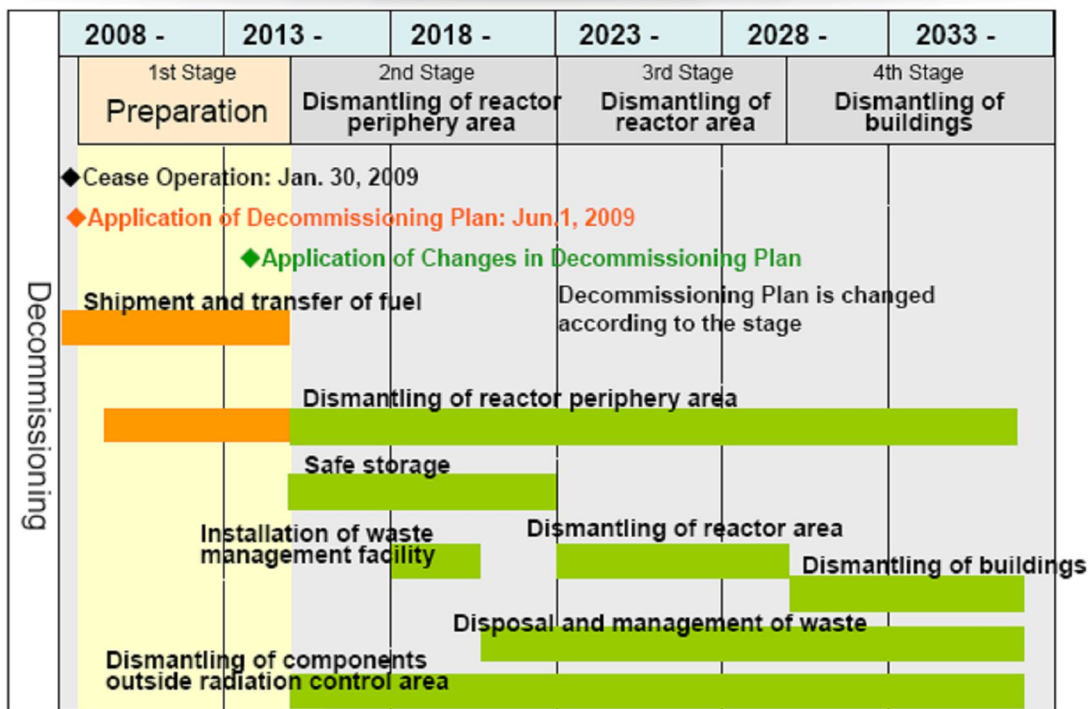 2008 - 2013 - 2018 - 2023 - 2028 - 2033 -
1st Stage
Preparation
2nd Stage
Dismantling of reactor
periphery area
3rd Stage
Dismantling of
reactor area
4th Stage
Dismantling of
buildings
Decommissioning
Cease Operation: Jan. 30, 2009
Application of Decommissioning Plan: Jun.1, 2009
Application of Changes in Decommissioning Plan
Decommissioning Plan is changed
according to the stage
Shipment and transfer of fuel
Dismantling of reactor periphery area
Safe storage
Installation of waste
management facility
Dismantling of reactor area
Dismantling of buildings
Disposal and management of waste
Dismantling of components
outside radiation control area